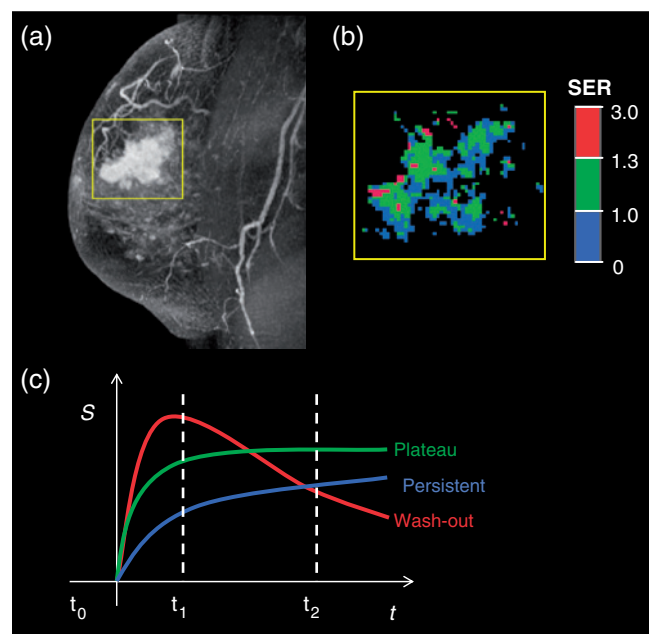 (a)
(b)
SER
3.0
1.3
1.0
0
(c)
S
Plateau
Persistent
Wash-out
t₀
t₁
t₂
t